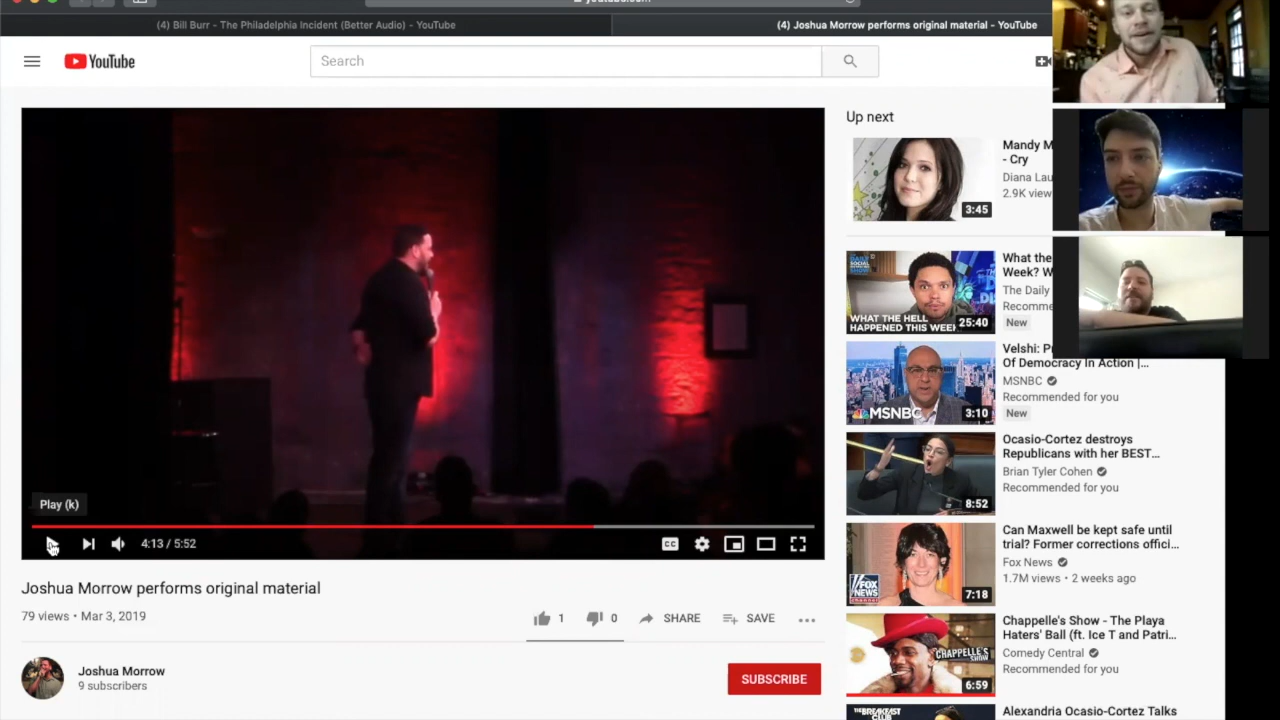 (4) Bill Burr - The Philadelphia Incident (Better Audio) - YouTube
(4) Joshua Morrow performs original material - YouTube
YouTube
Search
Up next
Mandy M
- Cry
Diana Lau
2.9K view
3:45
What the
Week? W
The Daily
Recomme
New
WHAT THE HELL
HAPPENED THIS WEEK
25:40
Velshi: P
Of Democracy In Action |...
MSNBC
Recommended for you
New
MSNBC
3:10
Ocasio-Cortez destroys
Republicans with her BEST...
Brian Tyler Cohen
Recommended for you
8:52
Can Maxwell be kept safe until
trial? Former corrections offici...
Fox News
1.7M views • 2 weeks ago
FOX
NEWS
channel
7:18
Chappelle's Show - The Playa
Haters' Ball (ft. Ice T and Patri...
Comedy Central
Recommended for you
CHAPPELLE'S
SHOW
6:59
Alexandria Ocasio-Cortez Talks
THE BREAKFAST
CLUB
Play (k)
4:13 / 5:52
CC
Joshua Morrow performs original material
79 views • Mar 3, 2019
1
0
SHARE
SAVE
Joshua Morrow
9 subscribers
SUBSCRIBE